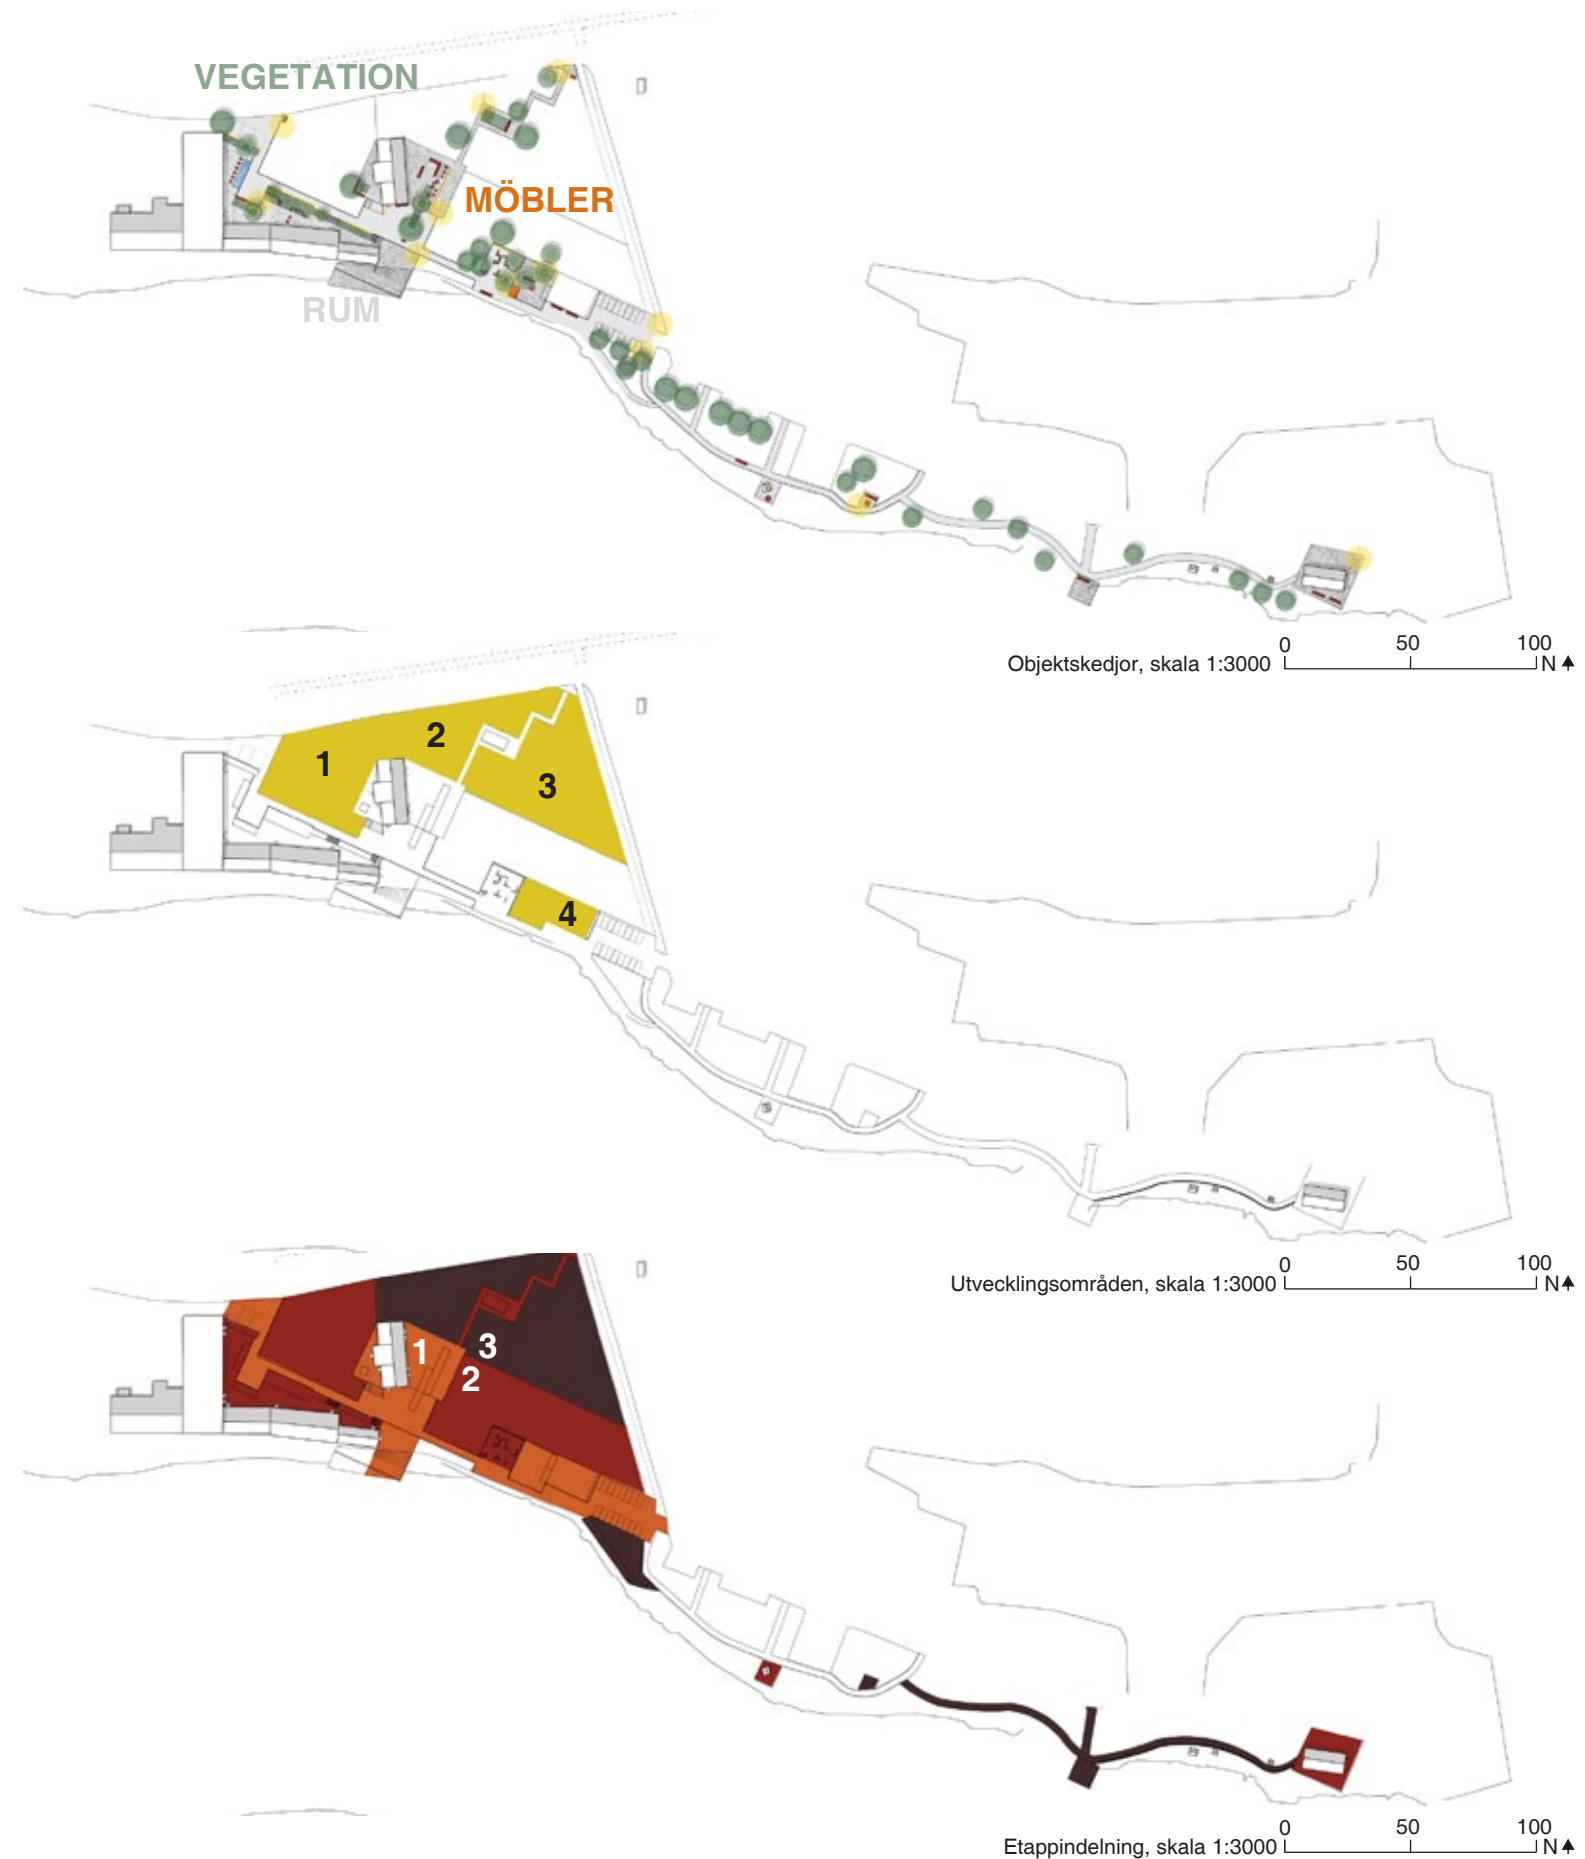 VEGETATION
MÖBLER
RUM
0 50 100
Objektskedjor, skala 1:3000 N
1
2
3
4
0 50 100
Utvecklingsområden, skala 1:3000 N
1
3
2
0 50 100
Etappindelning, skala 1:3000 N